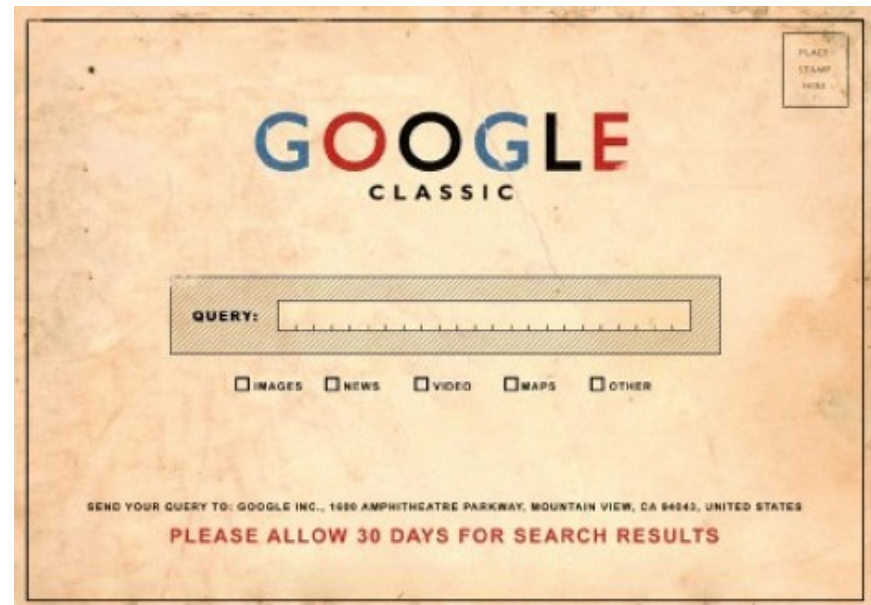 PLACE
STAMP
HERE
GOOGLE
CLASSIC
QUERY:
IMAGES NEWS VIDEO MAPS OTHER
SEND YOUR QUERY TO: GOOGLE INC., 1600 AMPHITHEATRE PARKWAY, MOUNTAIN VIEW, CA 94043, UNITED STATES
PLEASE ALLOW 30 DAYS FOR SEARCH RESULTS